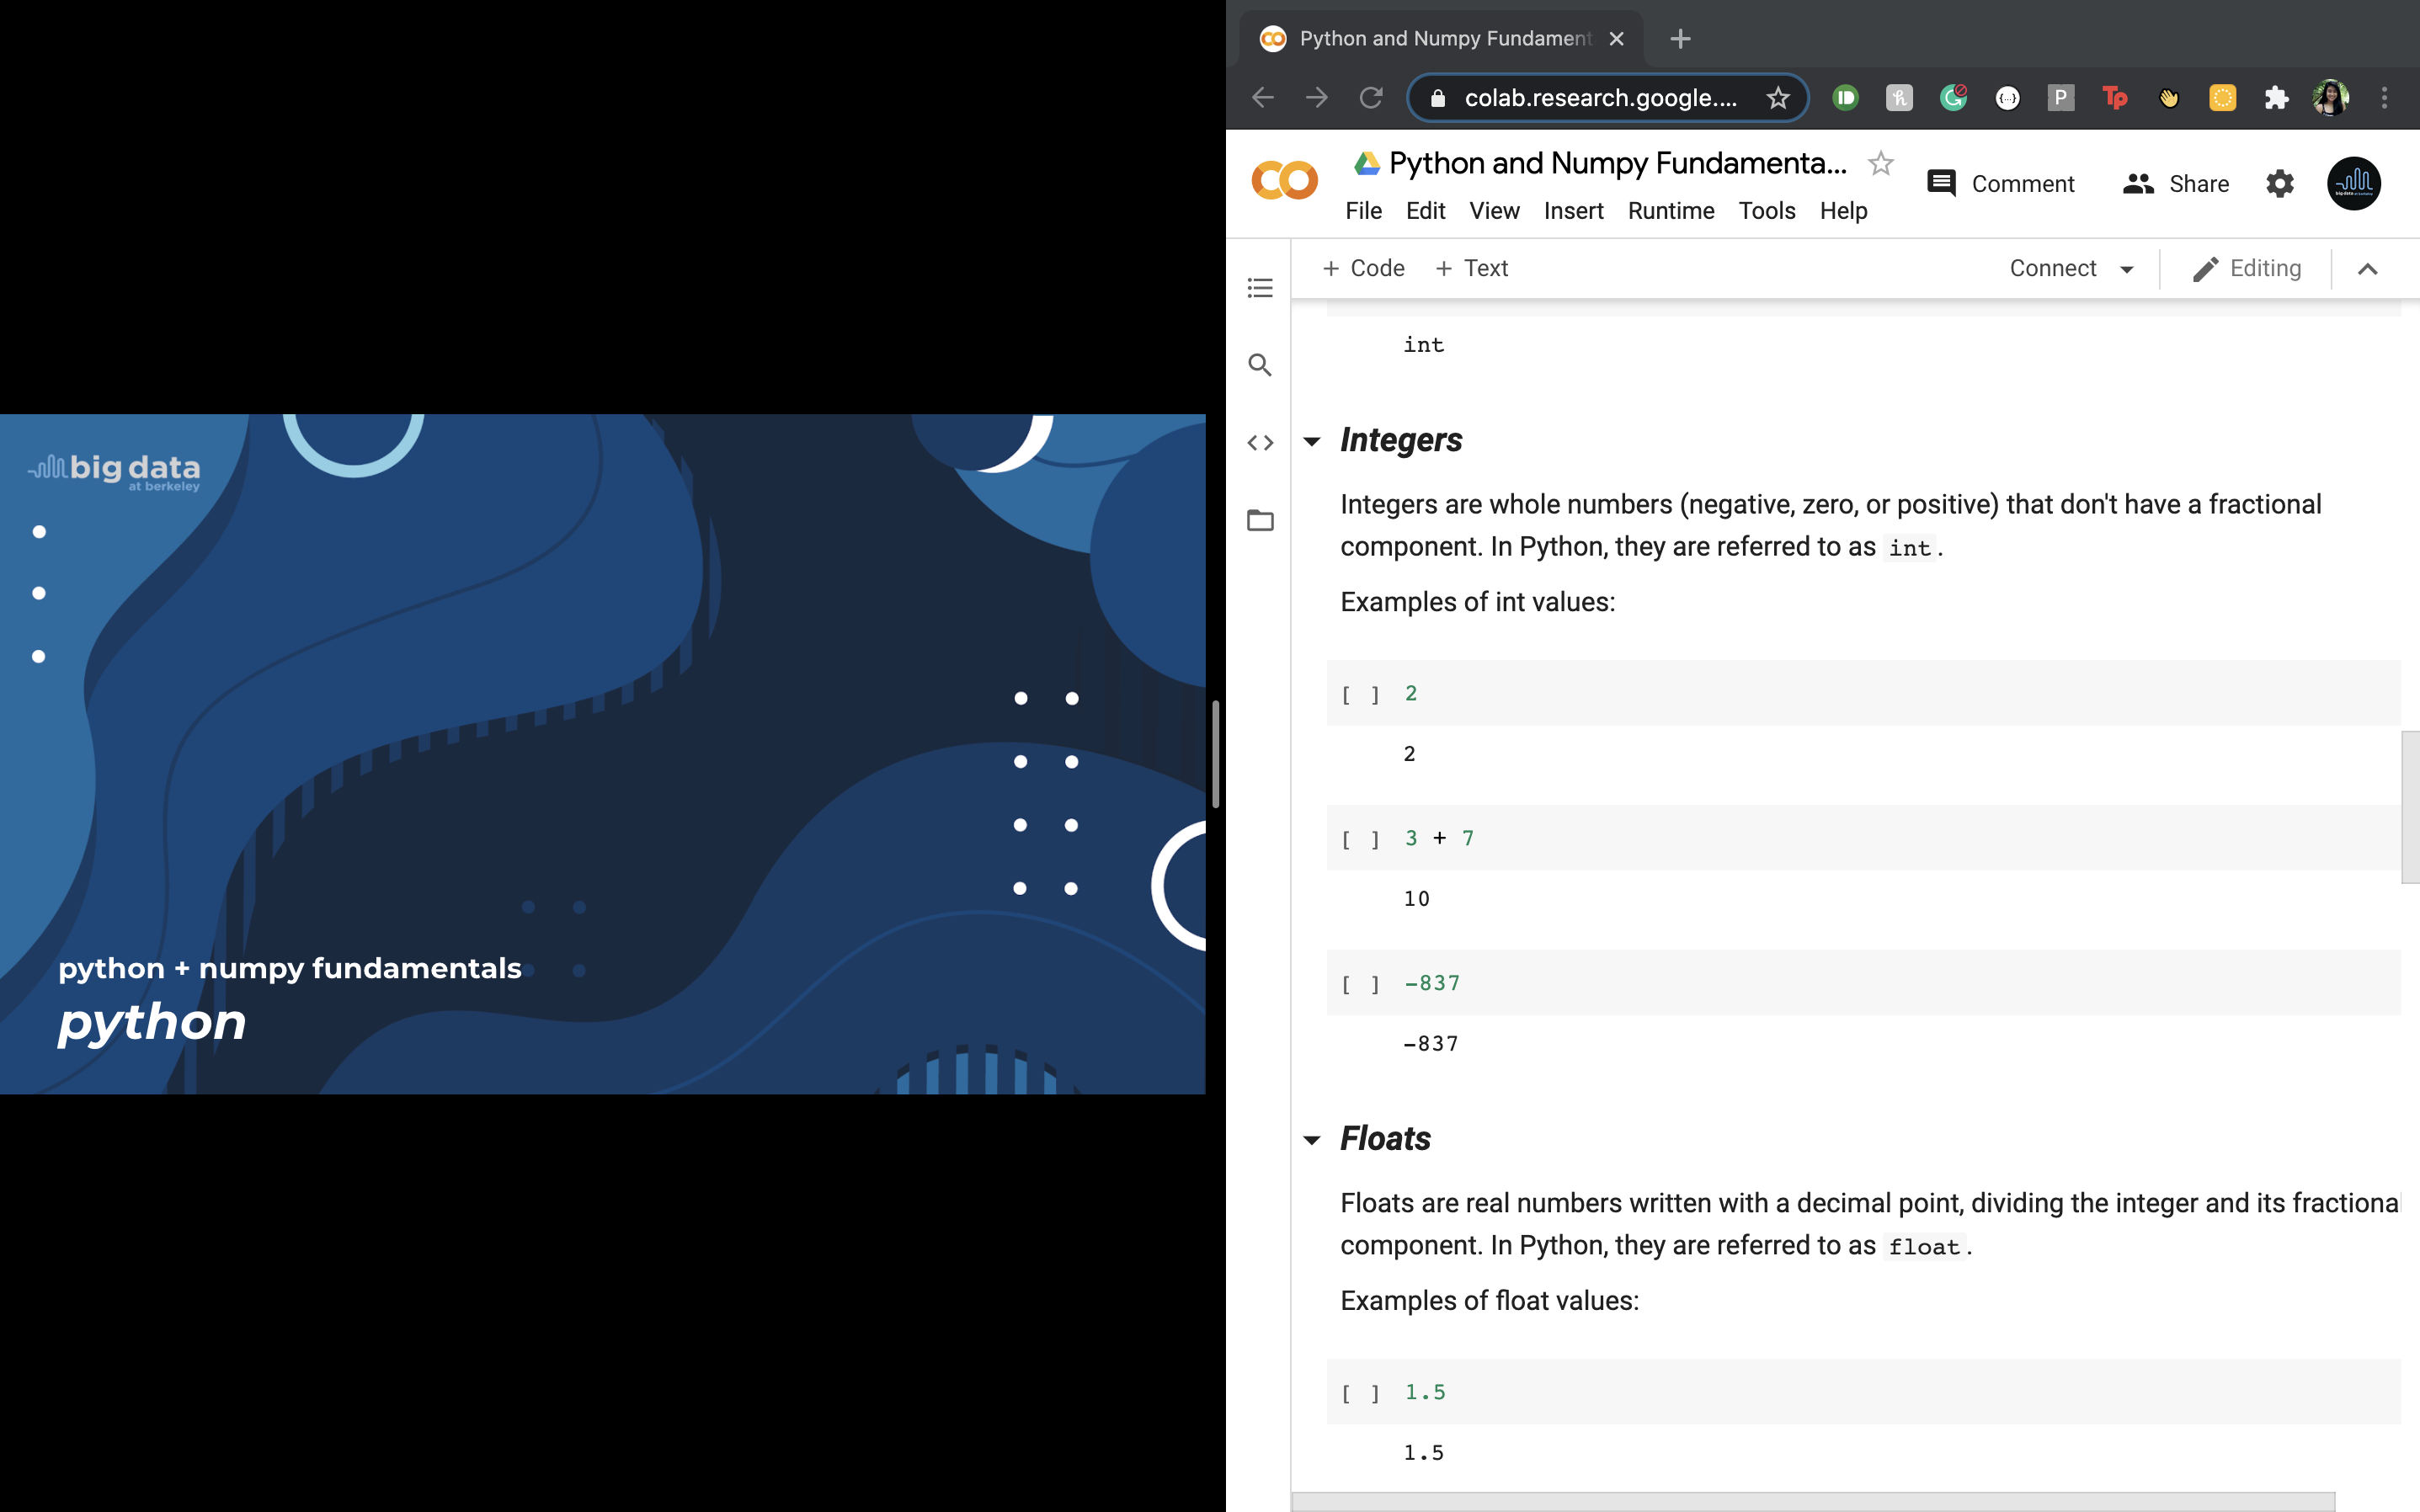 big data
at berkeley
python + numpy fundamentals
python
Python and Numpy Fundament
colab.research.google....
Python and Numpy Fundamenta...
Comment
Share
File Edit View Insert Runtime Tools Help
+ Code + Text
Connect
Editing
int
Integers
Integers are whole numbers (negative, zero, or positive) that don't have a fractional
component. In Python, they are referred to as int.
Examples of int values:
[ ] 2
2
[ ] 3 + 7
10
[ ] -837
-837
Floats
Floats are real numbers written with a decimal point, dividing the integer and its fractiona
component. In Python, they are referred to as float.
Examples of float values:
[ ] 1.5
1.5